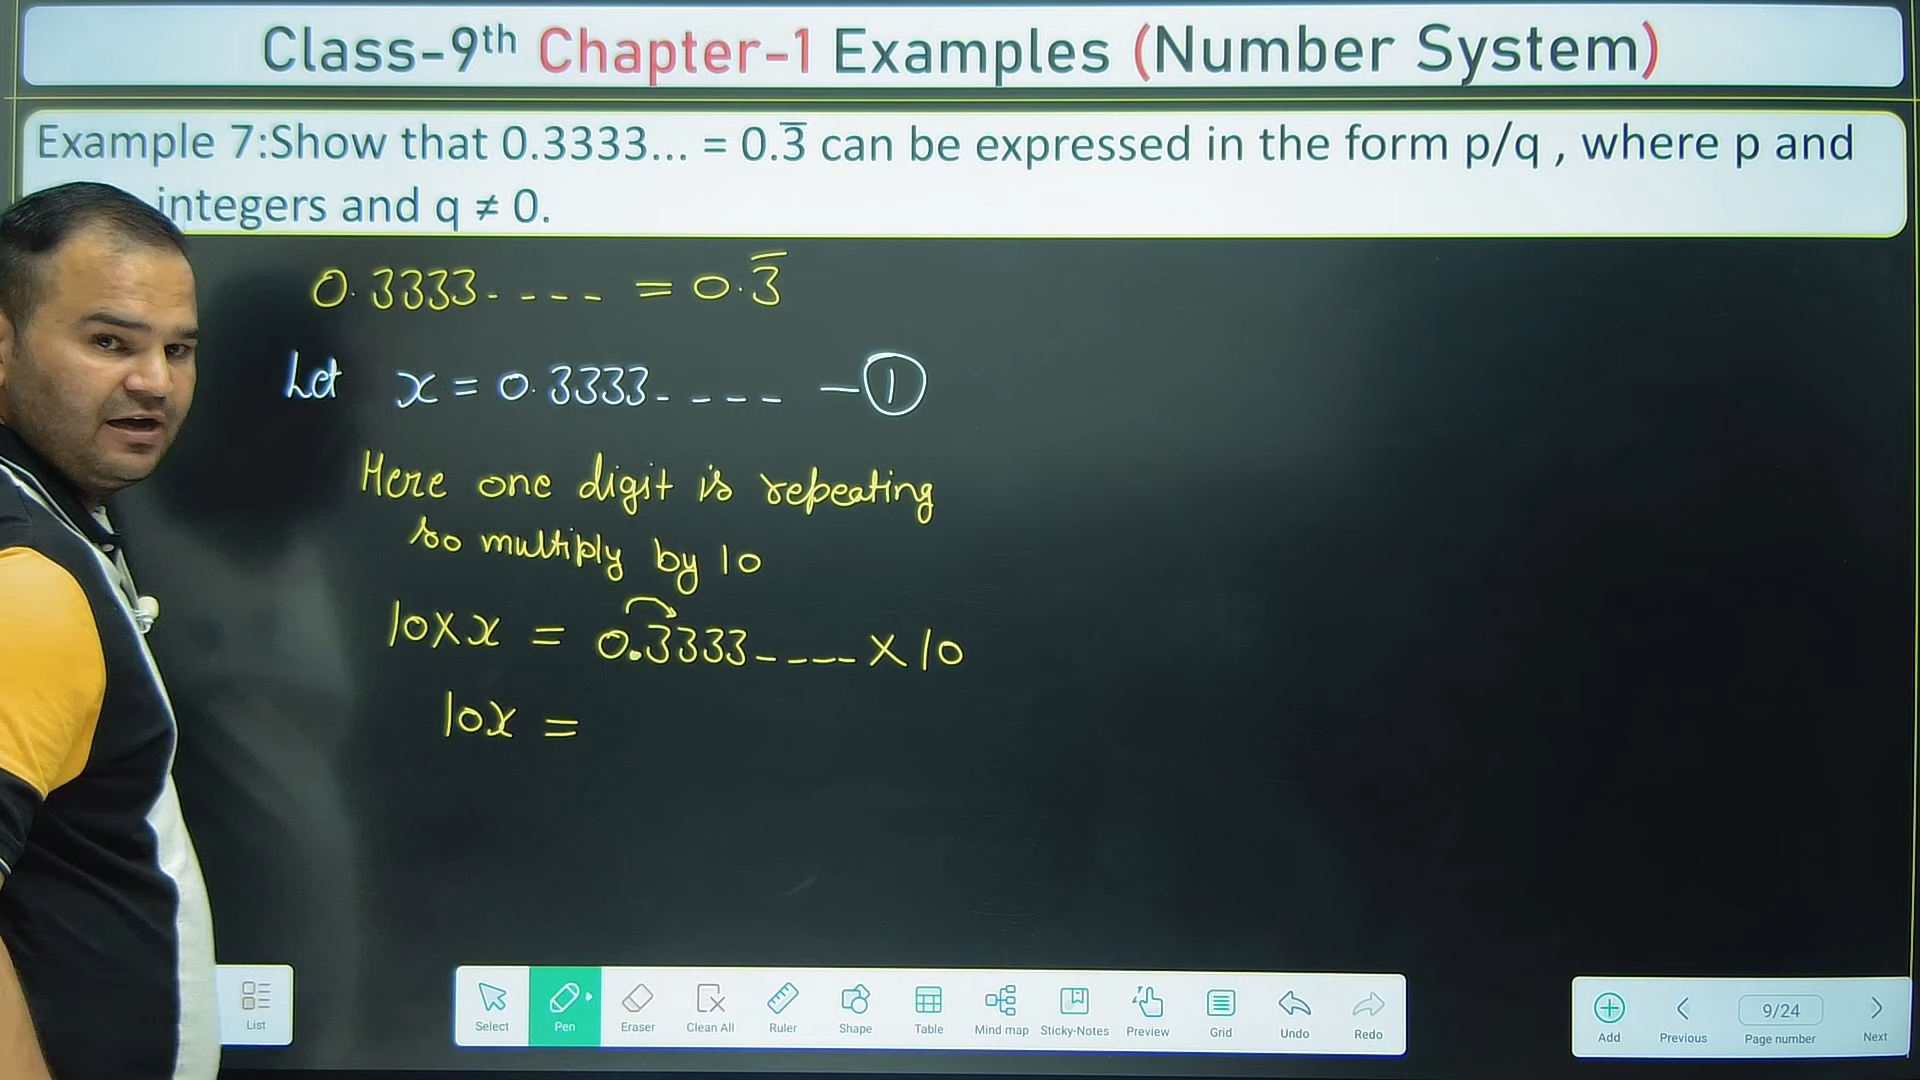 Class-9th Chapter-1 Examples (Number System)
Example 7:Show that 0.3333... = 0.3̅ can be expressed in the form p/q , where p and
integers and q ≠ 0.
0.3333.---- = 0.3̅
Let x = 0.3333---- —①
Here one digit is repeating
so multiply by 10
10×x = 0.3333---- ×10
10x =
List
Select
Pen
Eraser
Clean All
Ruler
Shape
Table
Mind map
Sticky-Notes
Preview
Grid
Undo
Redo
Add
Previous
9/24
Page number
Next